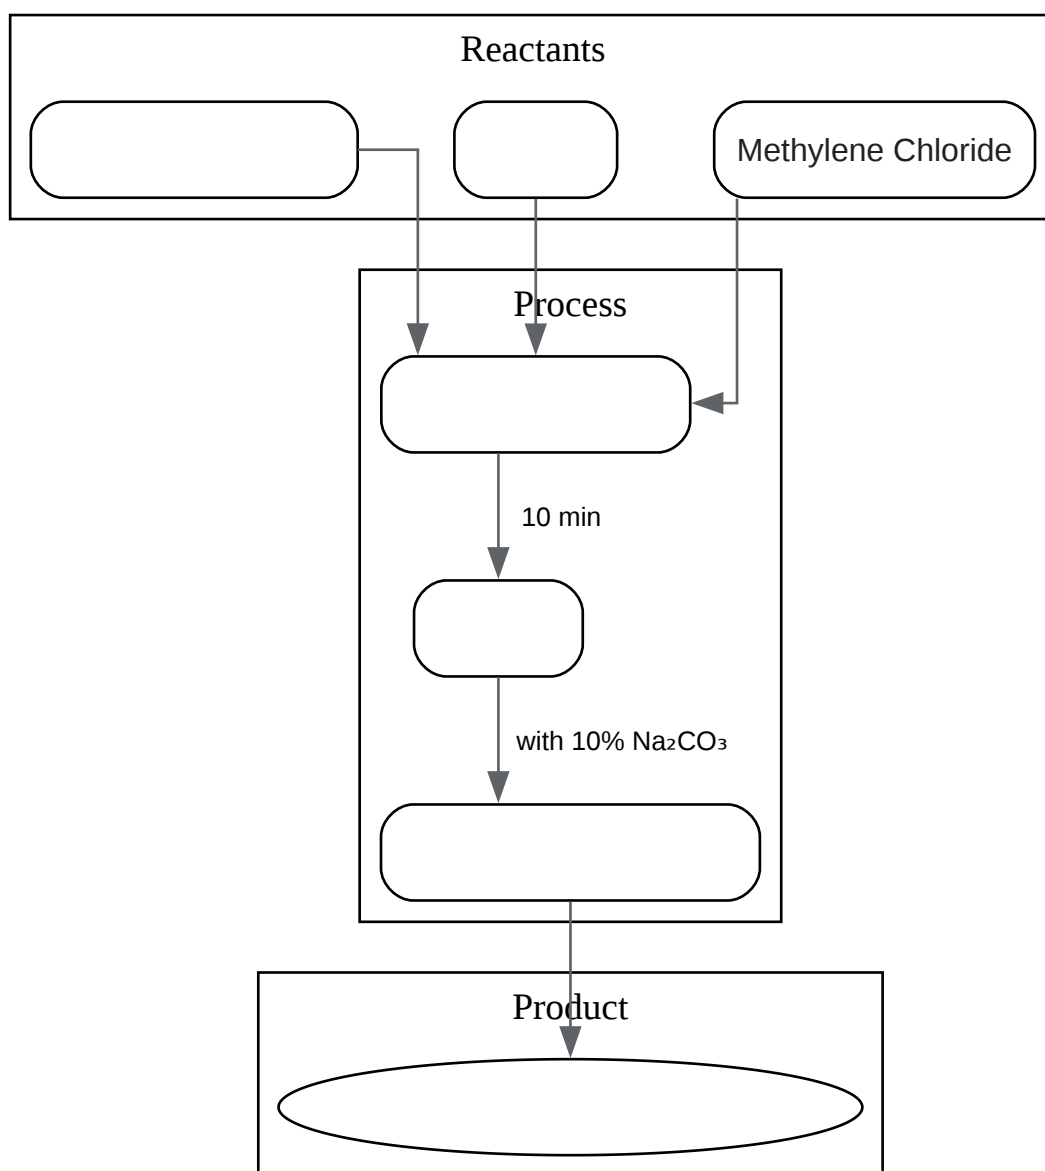 Reactants
Methylene Chloride
Process
10 min
with 10% Na₂CO₃
Product